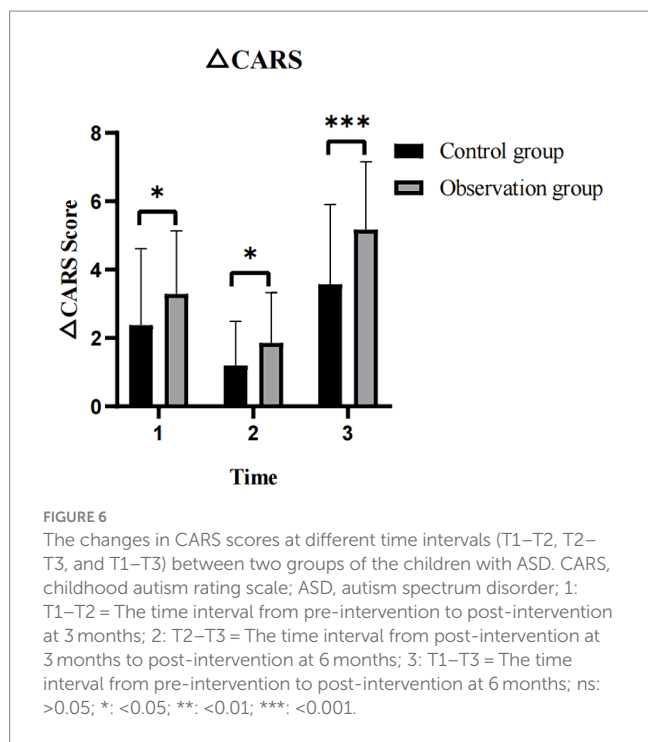 △CARS
***
8
Control group
Observation group
*
6
*
△CARS Score
4
2
0
1 2 3
Time
FIGURE 6
The changes in CARS scores at different time intervals (T1–T2, T2–
T3, and T1–T3) between two groups of the children with ASD. CARS,
childhood autism rating scale; ASD, autism spectrum disorder; 1:
T1–T2 = The time interval from pre-intervention to post-intervention
at 3 months; 2: T2–T3 = The time interval from post-intervention at
3 months to post-intervention at 6 months; 3: T1–T3 = The time
interval from pre-intervention to post-intervention at 6 months; ns:
>0.05; *: <0.05; **: <0.01; ***: <0.001.